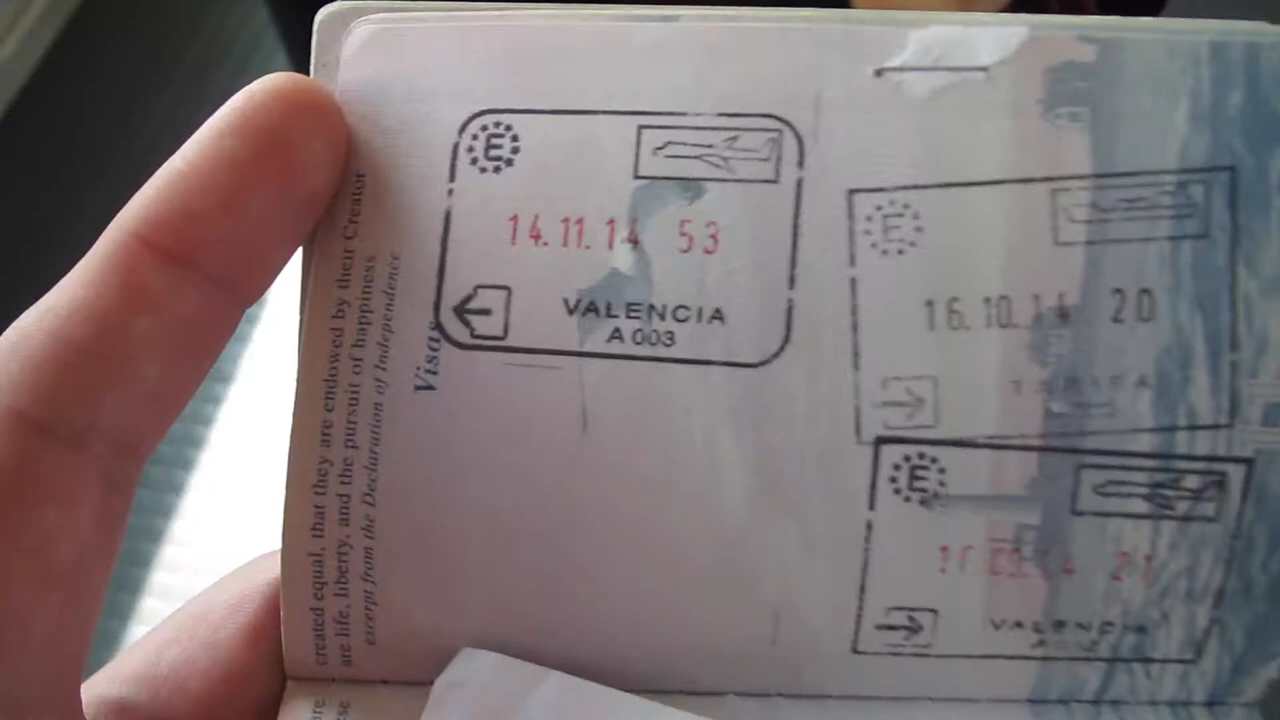 created equal, that they are endowed by their Creator
are life, liberty, and the pursuit of happiness.
excerpt from the Declaration of Independence
Visas
E
14.11.14 53
VALENCIA
A 003
E
16.10.14 20
E
21
VALENCIA